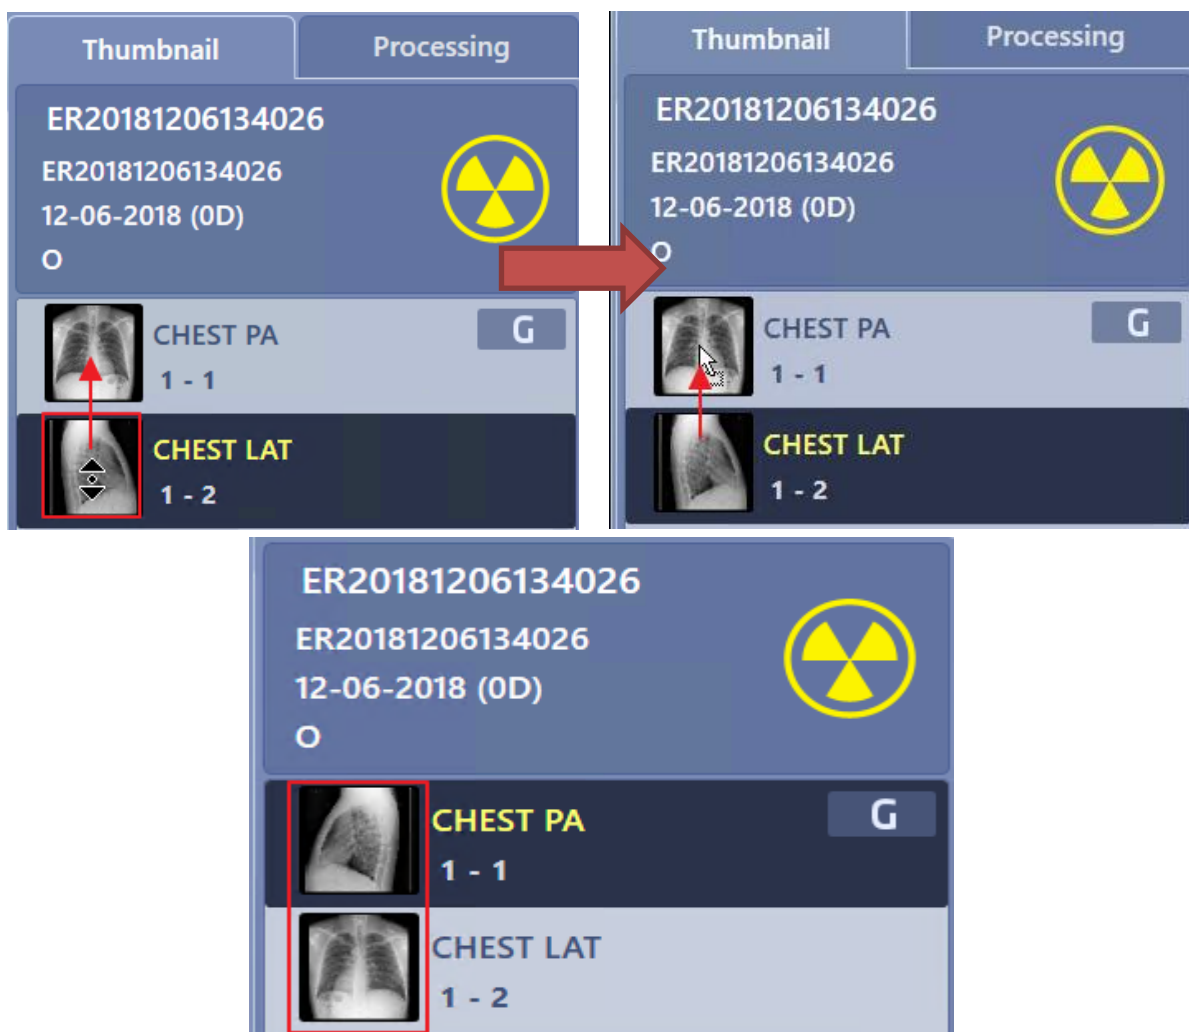 Thumbnail Processing
ER20181206134026
ER20181206134026
12-06-2018 (0D)
O
CHEST PA G
1 - 1
CHEST LAT
1 - 2
Thumbnail Processing
ER20181206134026
ER20181206134026
12-06-2018 (0D)
O
CHEST PA G
1 - 1
CHEST LAT
1 - 2
ER20181206134026
ER20181206134026
12-06-2018 (0D)
O
CHEST PA G
1 - 1
CHEST LAT
1 - 2